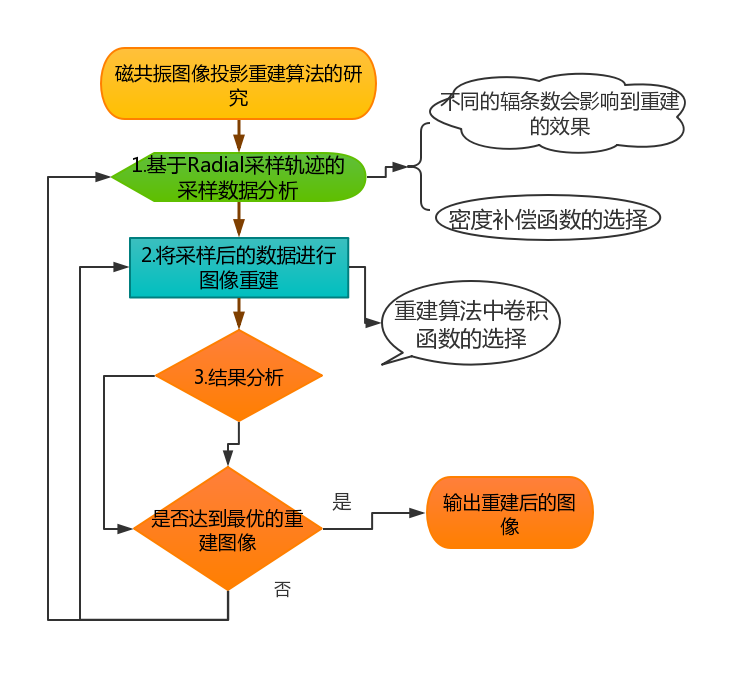 磁共振图像投影重建算法的研
究
不同的辐条数会影响到重建
的效果
1.基于Radial采样轨迹的
采样数据分析
密度补偿函数的选择
2.将采样后的数据进行
图像重建
重建算法中卷积
函数的选择
3.结果分析
是
输出重建后的图
像
是否达到最优的重
建图像
否